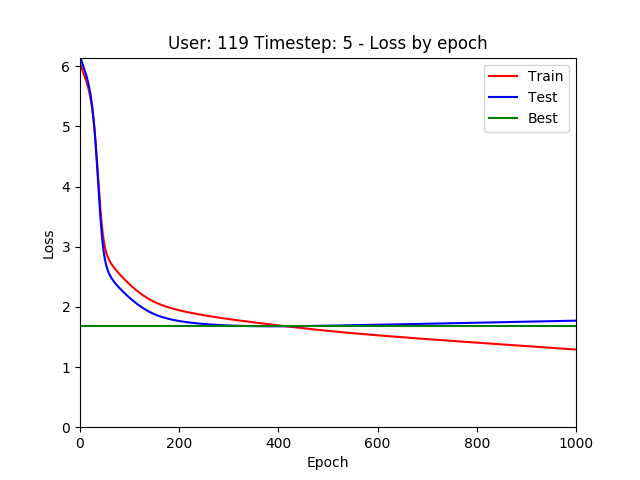 User: 119 Timestep: 5 - Loss by epoch
Train
Test
Best
Loss
6
5
4
3
2
1
0
0 200 400 600 800 1000
Epoch